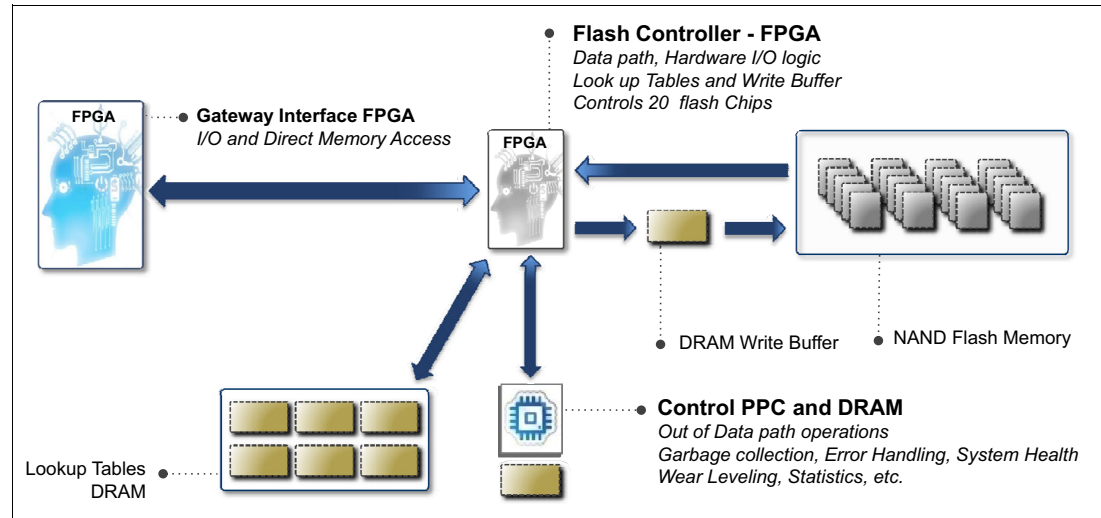 Flash Controller - FPGA
Data path, Hardware I/O logic
Look up Tables and Write Buffer
Controls 20 flash Chips
FPGA
Gateway Interface FPGA
I/O and Direct Memory Access
FPGA
DRAM Write Buffer
NAND Flash Memory
Control PPC and DRAM
Out of Data path operations
Garbage collection, Error Handling, System Health
Wear Leveling, Statistics, etc.
Lookup Tables
DRAM